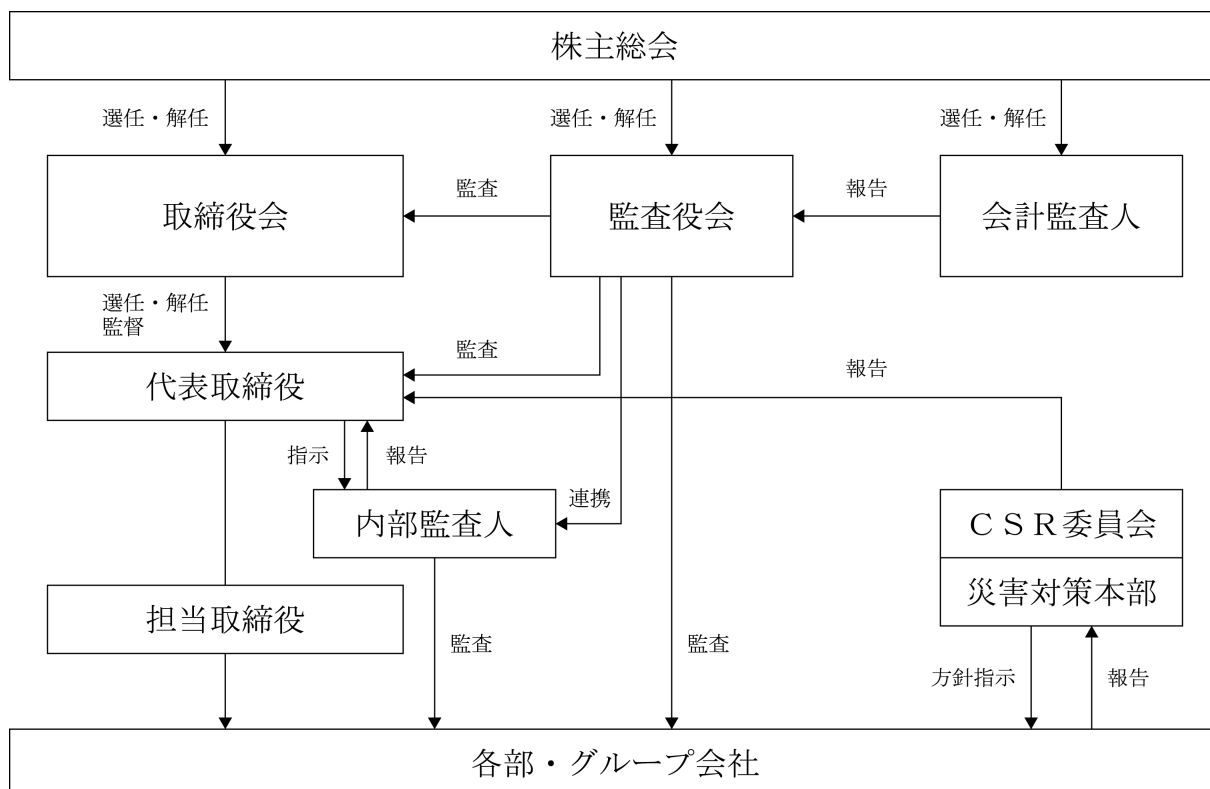 株主総会
選任・解任
選任・解任
選任・解任
取締役会
監査
監査役会
報告
会計監査人
選任・解任
監督
代表取締役
監査
報告
指示
報告
内部監査人
連携
ＣＳＲ委員会
災害対策本部
担当取締役
監査
監査
方針指示
報告
各部・グループ会社